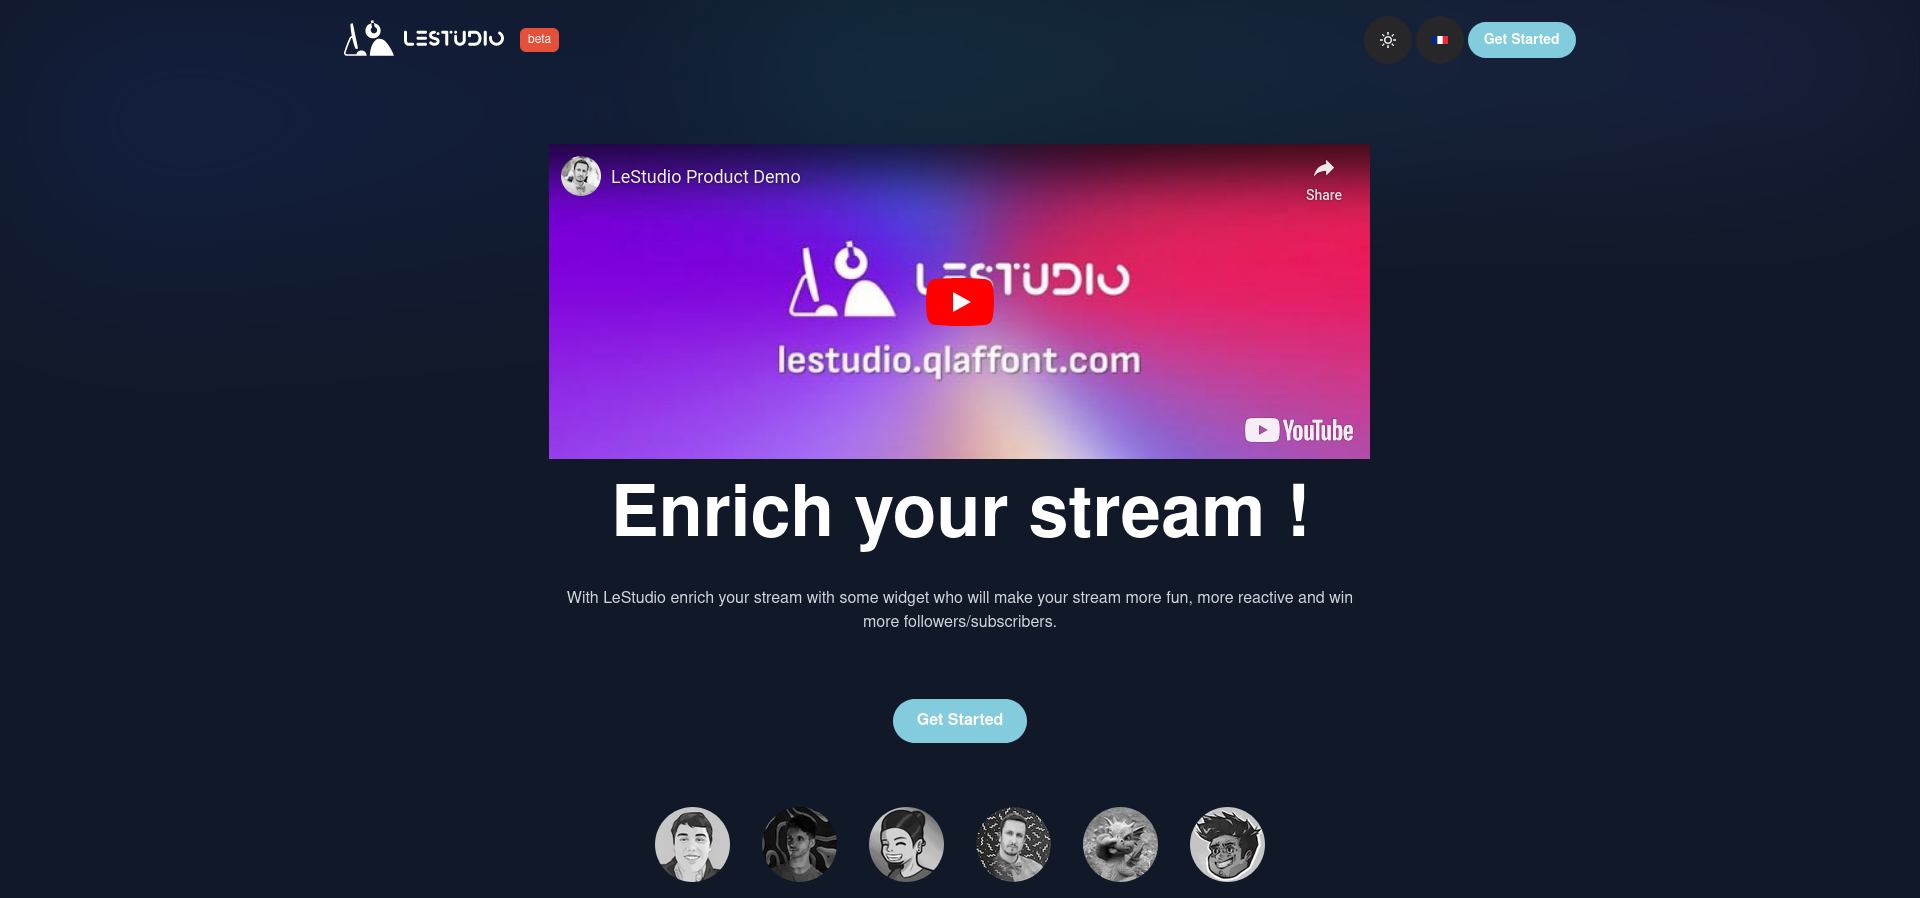 LESTUDIO
beta
Get Started
LeStudio Product Demo
Share
LESTUDIO
lestudio.qlaffont.com
YouTube
Enrich your stream !
With LeStudio enrich your stream with some widget who will make your stream more fun, more reactive and win
more followers/subscribers.
Get Started